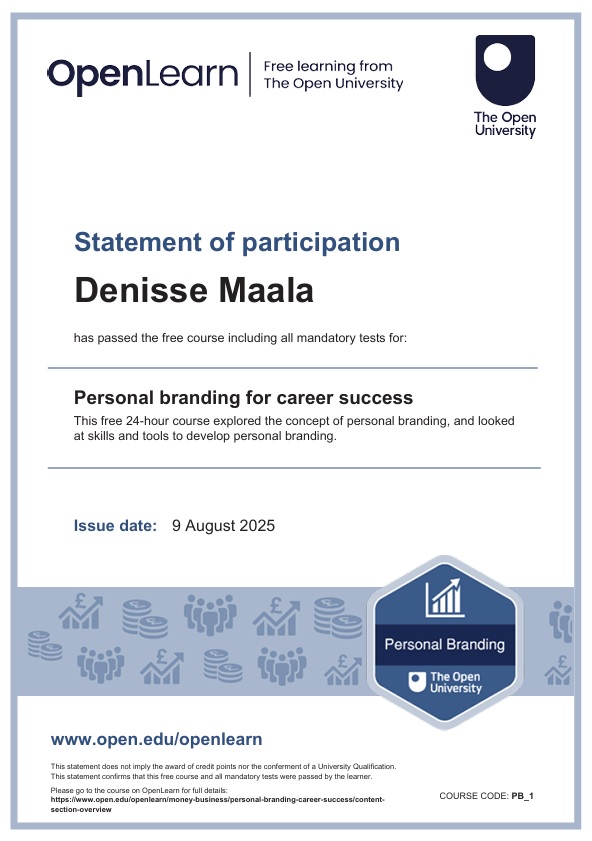 OpenLearn
Free learning from
The Open University
The Open
University
Statement of participation
Denisse Maala
has passed the free course including all mandatory tests for:
Personal branding for career success
This free 24-hour course explored the concept of personal branding, and looked
at skills and tools to develop personal branding.
Issue date: 9 August 2025
£
£
£
£
£
Personal Branding
The Open
University
www.open.edu/openlearn
This statement does not imply the award of credit points nor the conferment of a University Qualification.
This statement confirms that this free course and all mandatory tests were passed by the learner.
Please go to the course on OpenLearn for full details:
https://www.open.edu/openlearn/money-business/personal-branding-career-success/content-
section-overview
COURSE CODE: PB_1